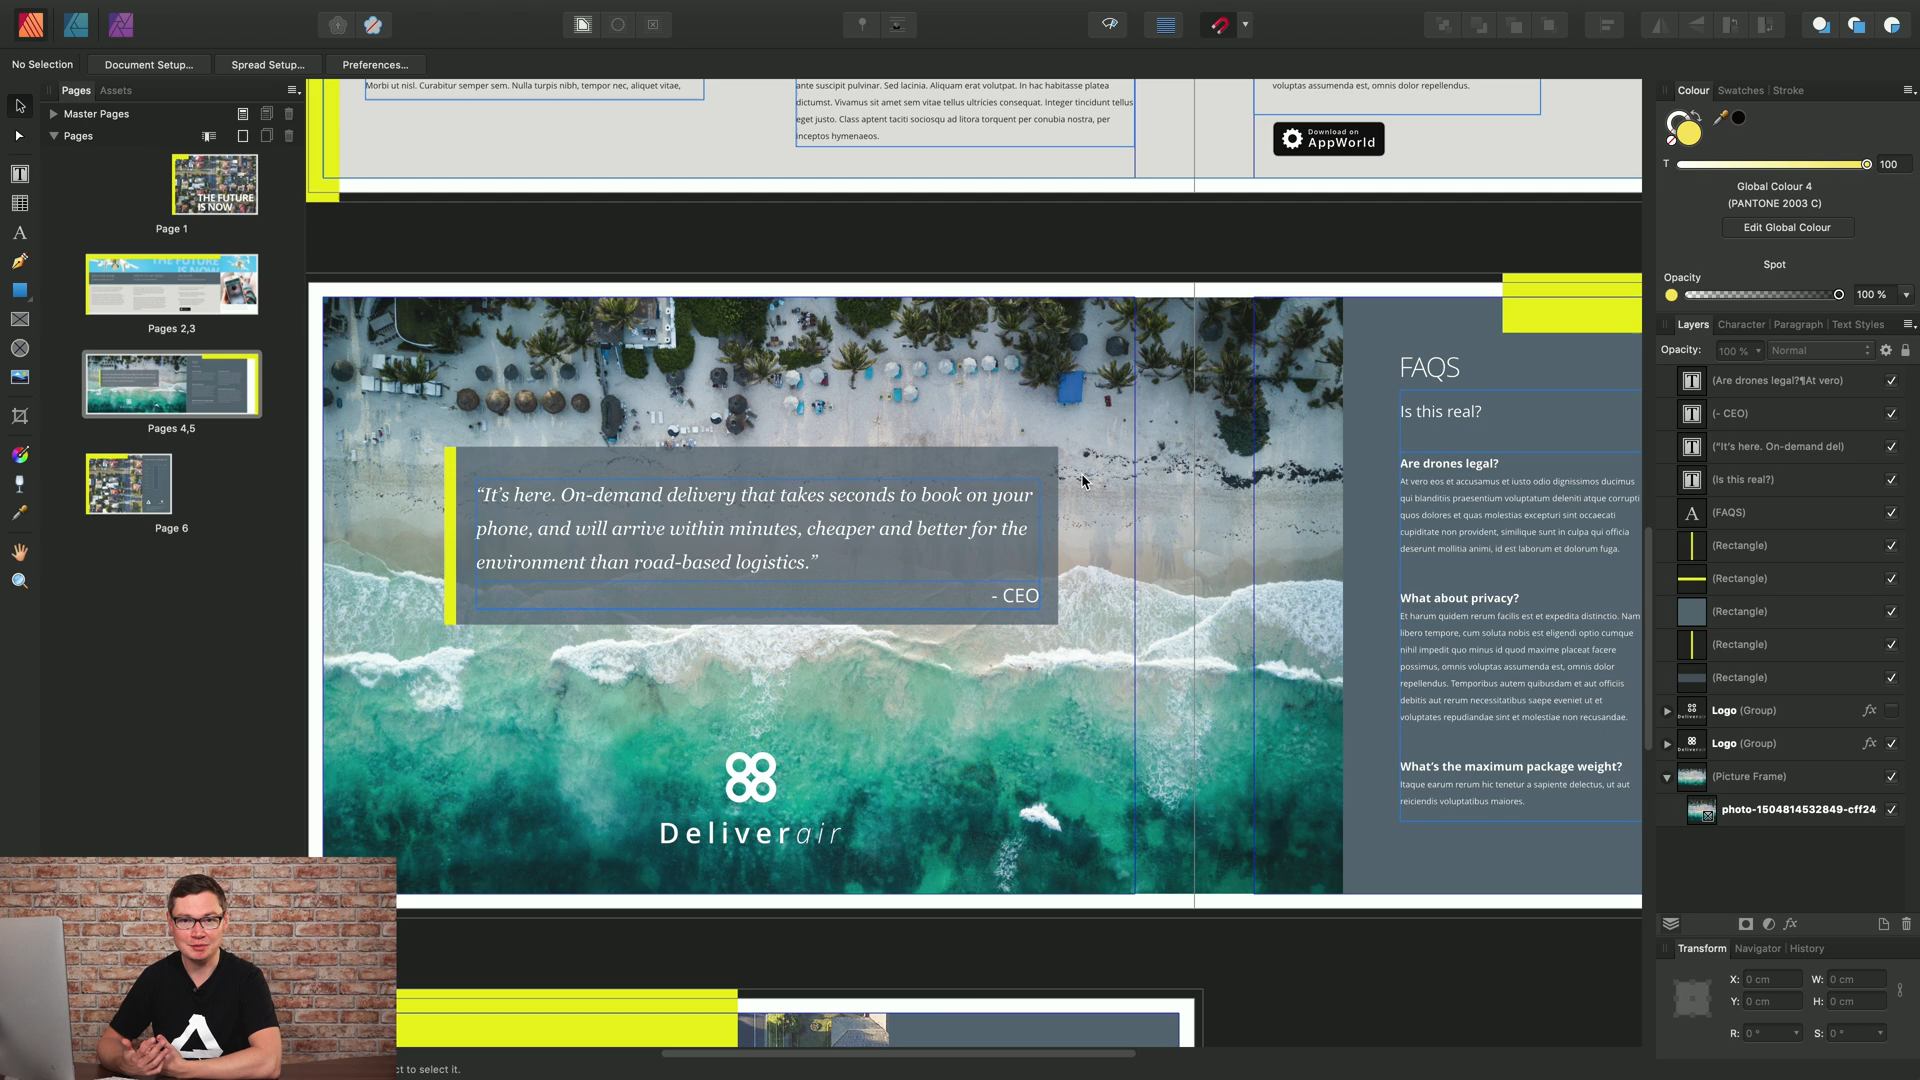 No Selection
Document Setup...
Spread Setup...
Preferences...
Pages
Assets
Master Pages
Pages
THE FUTURE
IS NOW
Page 1
THE FUTURE
IS NOW
Pages 2,3
Pages 4,5
Page 6
Morbi ut nisl. Curabitur semper sem. Nulla turpis nibh, tempor nec, aliquet vitae,
ante suscipit pulvinar. Sed lacinia. Aliquam erat volutpat. In hac habitasse platea
dictumst. Vivamus sit amet sem vitae tellus ultricies consequat. Integer tincidunt tellus
eget justo. Class aptent taciti sociosqu ad litora torquent per conubia nostra, per
inceptos hymenaeos.
voluptas assumenda est, omnis dolor repellendus.
Download on
AppWorld
“It’s here. On-demand delivery that takes seconds to book on your
phone, and will arrive within minutes, cheaper and better for the
environment than road-based logistics.”
- CEO
Deliverair
FAQS
Is this real?
Are drones legal?
At vero eos et accusamus et iusto odio dignissimos ducimus
qui blanditiis praesentium voluptatum deleniti atque corrupti
quos dolores et quas molestias excepturi sint occaecati
cupiditate non provident, similique sunt in culpa qui officia
deserunt mollitia animi, id est laborum et dolorum fuga.
What about privacy?
Et harum quidem rerum facilis est et expedita distinctio. Nam
libero tempore, cum soluta nobis est eligendi optio cumque
nihil impedit quo minus id quod maxime placeat facere
possimus, omnis voluptas assumenda est, omnis dolor
repellendus. Temporibus autem quibusdam et aut officiis
debitis aut rerum necessitatibus saepe eveniet ut et
voluptates repudiandae sint et molestiae non recusandae.
What’s the maximum package weight?
Itaque earum rerum hic tenetur a sapiente delectus, ut aut
reiciendis voluptatibus maiores.
ct to select it.
Colour
Swatches
Stroke
T
100
Global Colour 4
(PANTONE 2003 C)
Edit Global Colour
Spot
Opacity
100 %
Layers
Character
Paragraph
Text Styles
Opacity:
100 %
Normal
(Are drones legal?¶At vero)
(- CEO)
(“It’s here. On-demand del)
(Is this real?)
(FAQS)
(Rectangle)
(Rectangle)
(Rectangle)
(Rectangle)
(Rectangle)
Logo (Group)
fx
Logo (Group)
fx
(Picture Frame)
photo-1504814532849-cff24
fx
Transform
Navigator
History
X: 0 cm
W: 0 cm
Y: 0 cm
H: 0 cm
R: 0 °
S: 0 °